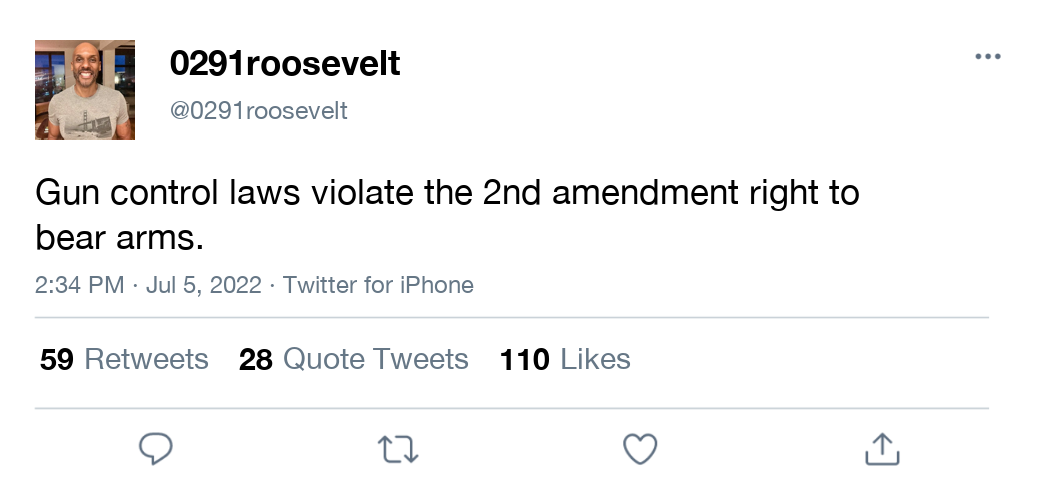 0291roosevelt
@0291roosevelt
Gun control laws violate the 2nd amendment right to
bear arms.
2:34 PM · Jul 5, 2022 · Twitter for iPhone
59 Retweets 28 Quote Tweets 110 Likes